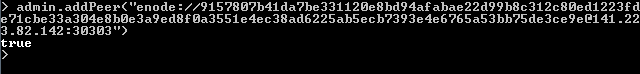 > admin.addPeer("enode://9157807b41da7be331120e8bd94afabae22d99b8c312c80ed1223fd
e71cbe33a304e8b0e3a9ed8f0a3551e4ec38ad6225ab5ecb7393e4e6765a53bb75de3ce9e@141.22
3.82.142:30303")
true
>